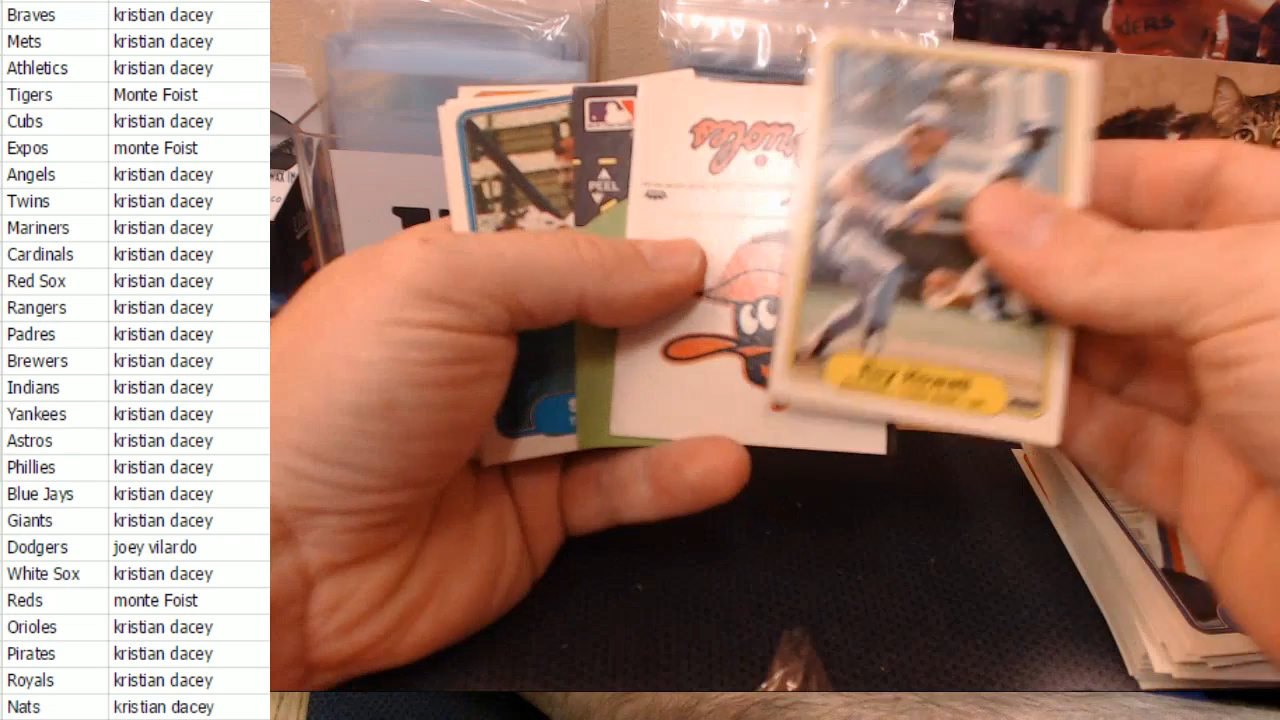 Braves kristian dacey
Mets kristian dacey
Athletics kristian dacey
Tigers Monte Foist
Cubs kristian dacey
Expos monte Foist
Angels kristian dacey
Twins kristian dacey
Mariners kristian dacey
Cardinals kristian dacey
Red Sox kristian dacey
Rangers kristian dacey
Padres kristian dacey
Brewers kristian dacey
Indians kristian dacey
Yankees kristian dacey
Astros kristian dacey
Phillies kristian dacey
Blue Jays kristian dacey
Giants kristian dacey
Dodgers joey vilardo
White Sox kristian dacey
Reds monte Foist
Orioles kristian dacey
Pirates kristian dacey
Royals kristian dacey
Nats kristian dacey
PEEL